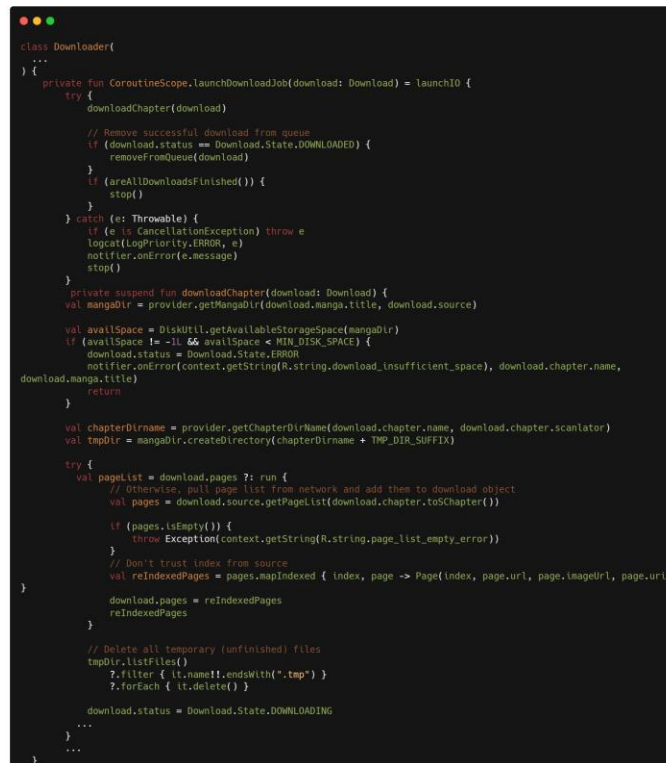 class Downloader(
  ...
) {
    private fun CoroutineScope.launchDownloadJob(download: Download) = launchIO {
        try {
            downloadChapter(download)

            // Remove successful download from queue
            if (download.status == Download.State.DOWNLOADED) {
                removeFromQueue(download)
            }
            if (areAllDownloadsFinished()) {
                stop()
            }
        } catch (e: Throwable) {
            if (e is CancellationException) throw e
            logcat(LogPriority.ERROR, e)
            notifier.onError(e.message)
            stop()
        }
         private suspend fun downloadChapter(download: Download) {
        val mangaDir = provider.getMangaDir(download.manga.title, download.source)

        val availSpace = DiskUtil.getAvailableStorageSpace(mangaDir)
        if (availSpace != -1L && availSpace < MIN_DISK_SPACE) {
            download.status = Download.State.ERROR
            notifier.onError(context.getString(R.string.download_insufficient_space), download.chapter.name,
download.manga.title)
            return
        }

        val chapterDirname = provider.getChapterDirName(download.chapter.name, download.chapter.scanlator)
        val tmpDir = mangaDir.createDirectory(chapterDirname + TMP_DIR_SUFFIX)

        try {
          val pageList = download.pages ?: run {
                // Otherwise, pull page list from network and add them to download object
                val pages = download.source.getPageList(download.chapter.toSChapter())

                if (pages.isEmpty()) {
                    throw Exception(context.getString(R.string.page_list_empty_error))
                }
                // Don't trust index from source
                val reIndexedPages = pages.mapIndexed { index, page -> Page(index, page.url, page.imageUrl, page.uri
}
                download.pages = reIndexedPages
                reIndexedPages
            }

            // Delete all temporary (unfinished) files
            tmpDir.listFiles()
                ?.filter { it.name!!.endsWith(".tmp") }
                ?.forEach { it.delete() }

            download.status = Download.State.DOWNLOADING
          ...
        }
        ...
  }